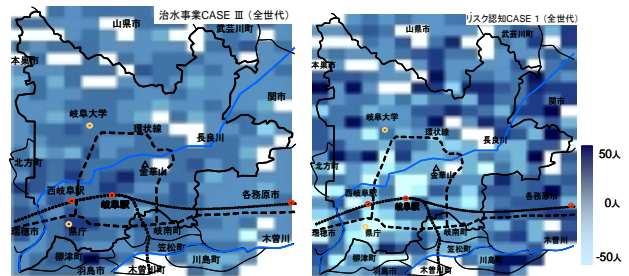 治水事業CASE Ⅲ（全世代）
山県市
武芸川町
本巣市
関市
岐阜大学
環状線
長良川
北方町
金華山
西岐阜駅
岐阜駅
各務原市
瑞穂市
県庁
岐南町
木曽川
笠松町
柳津町
川島町
羽島市
木曽川町
リスク認知CASE 1（全世代）
山県市
武芸川町
本巣市
関市
岐阜大学
環状線
長良川
北方町
金華山
西岐阜駅
岐阜駅
各務原市
瑞穂市
県庁
岐南町
木曽川
笠松町
柳津町
川島町
羽島市
木曽川町
50人
0人
-50人